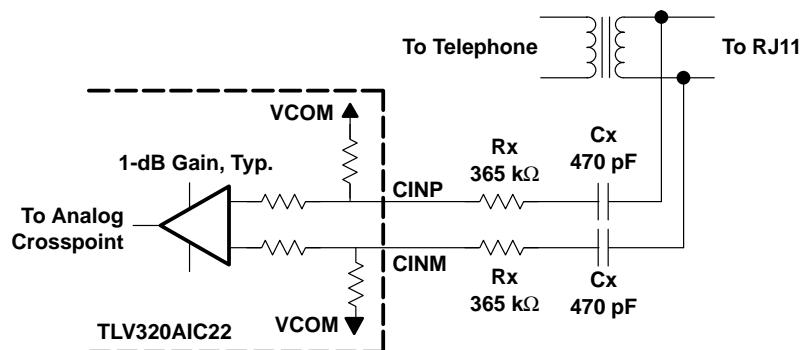 To Telephone
To RJ11
VCOM
1-dB Gain, Typ.
Rx
365 kΩ
Cx
470 pF
CINP
To Analog
Crosspoint
CINM
Rx
365 kΩ
Cx
470 pF
VCOM
TLV320AIC22